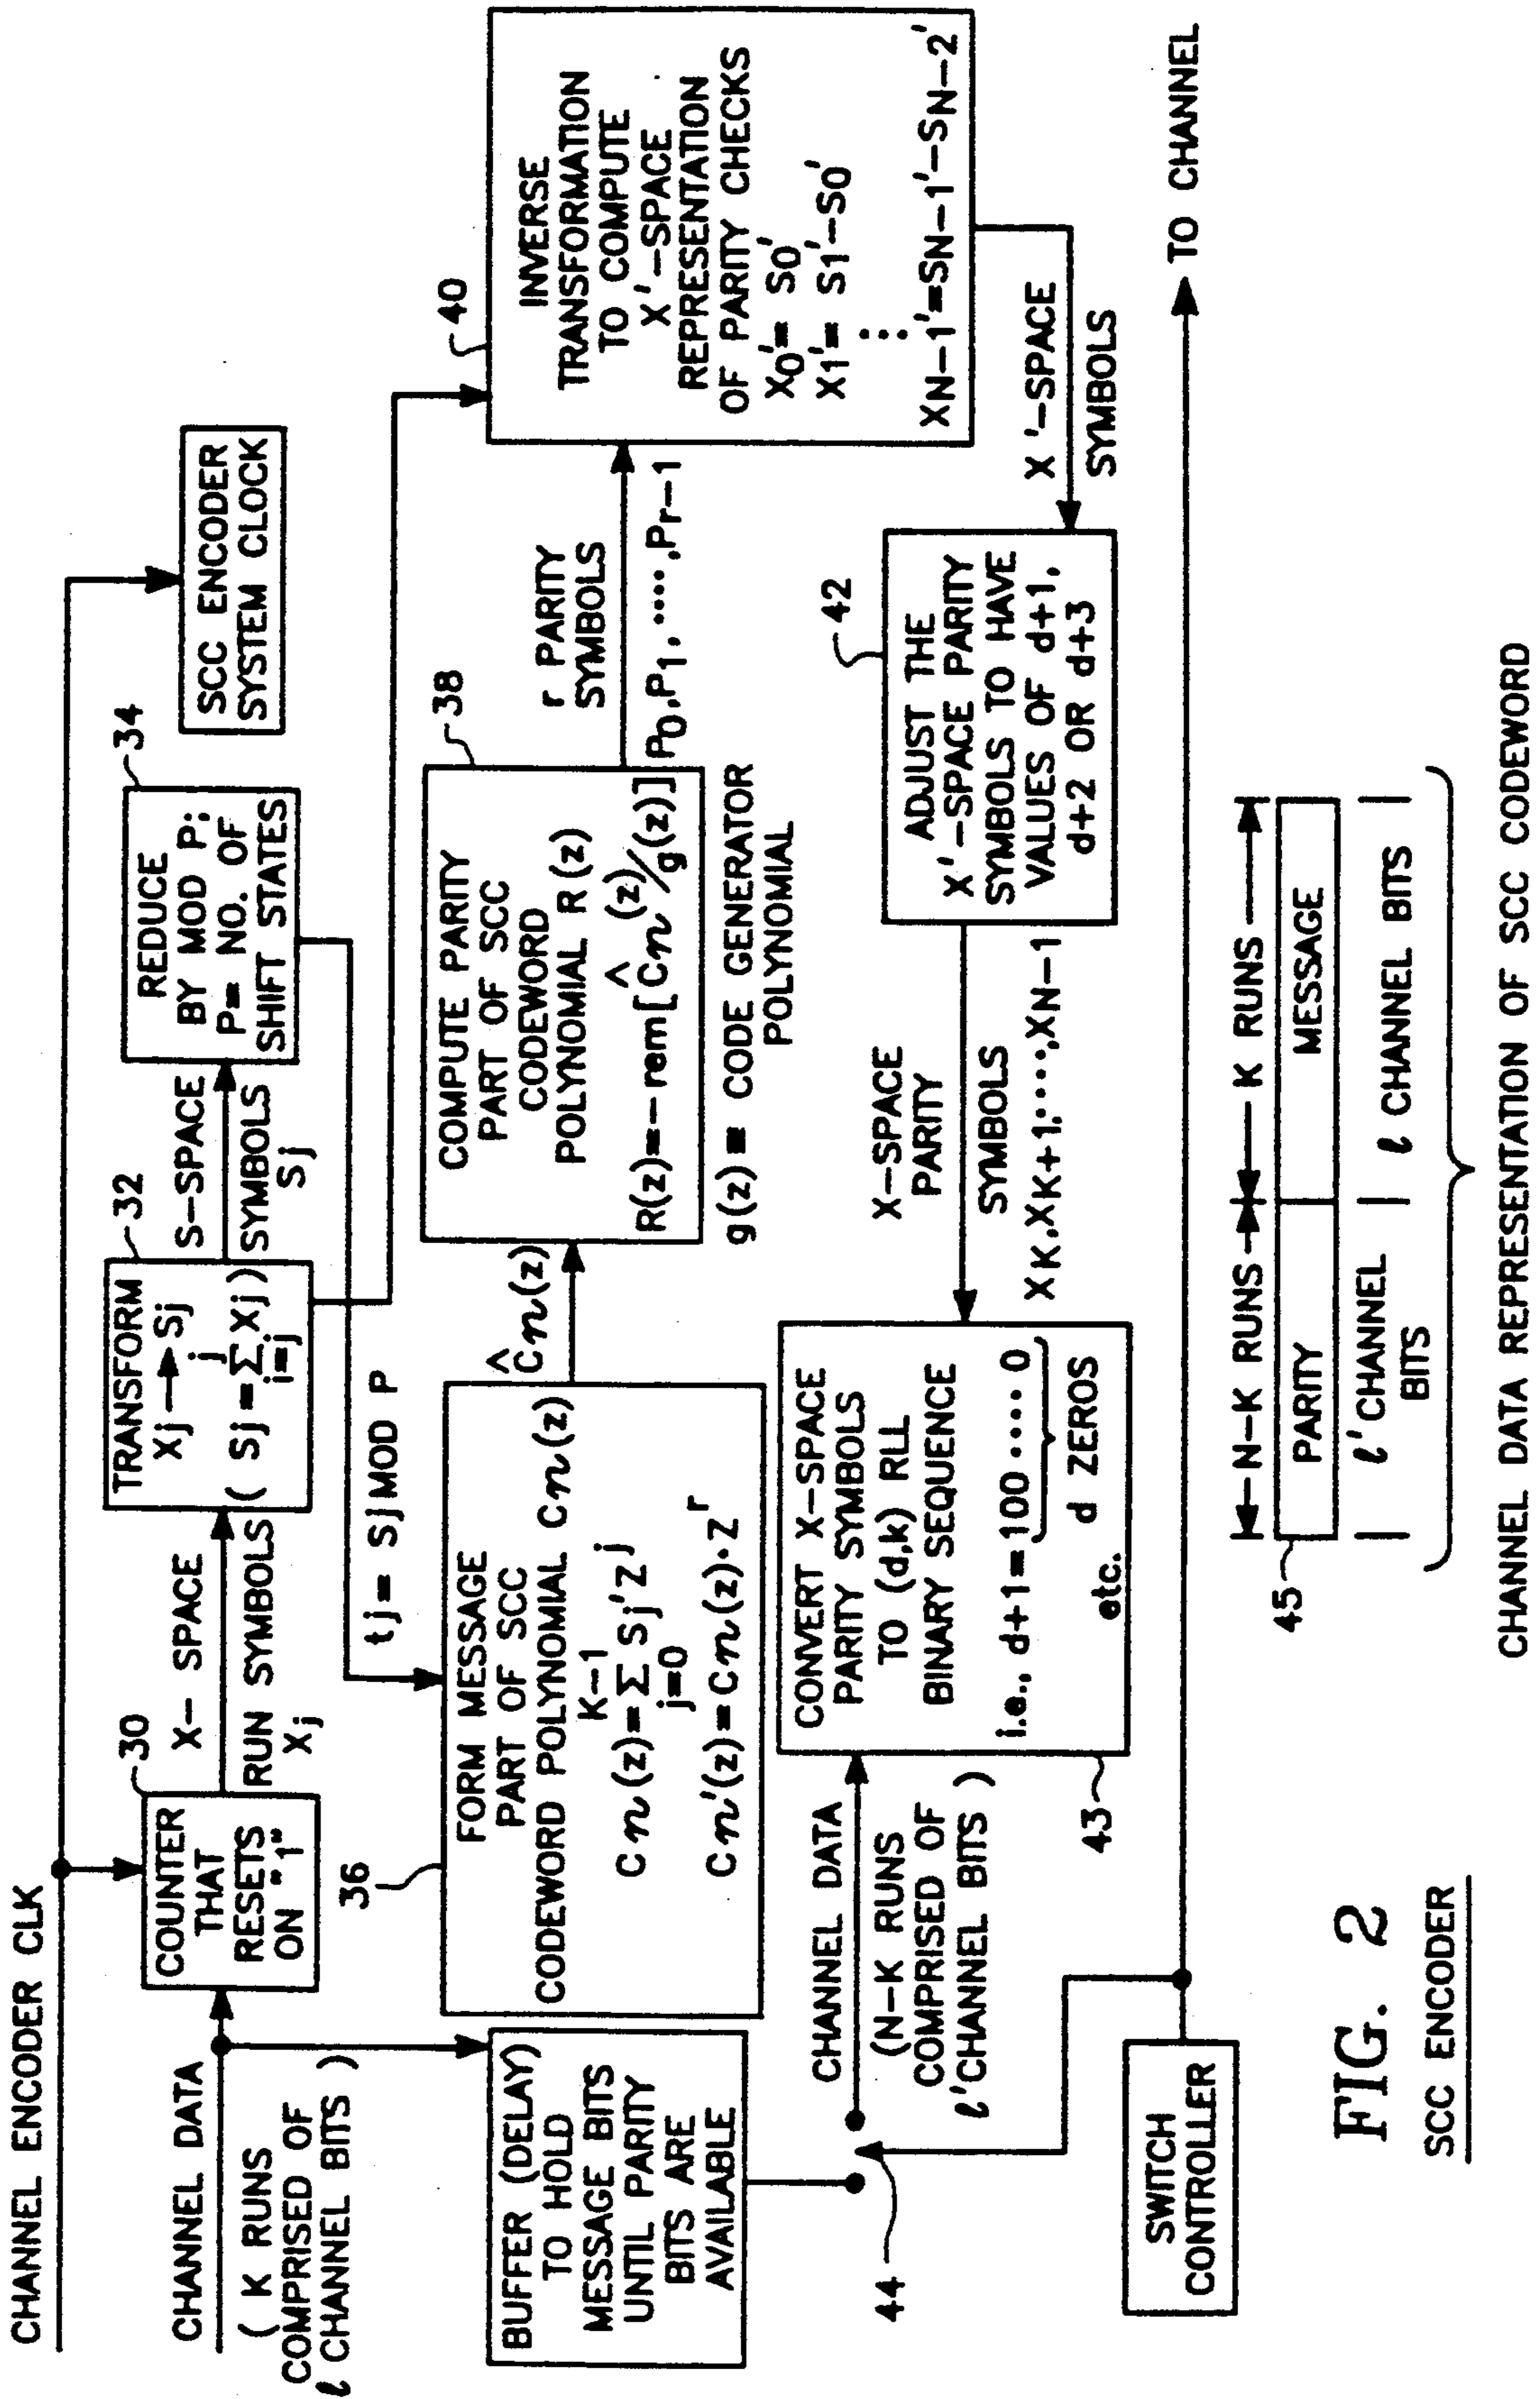 CHANNEL ENCODER CLK
CHANNEL DATA
( K RUNS
COMPRISED OF
ℓ CHANNEL BITS )
30
COUNTER
THAT
RESETS
ON "1"
X- SPACE
RUN SYMBOLS
Xj
32
TRANSFORM
Xj → Sj
( Sj = Σ Xj )
j
i=j
S-SPACE
SYMBOLS
Sj
34
REDUCE
BY MOD P;
P= NO. OF
SHIFT STATES
SCC ENCODER
SYSTEM CLOCK
tj= Sj MOD P
BUFFER (DELAY)
TO HOLD
MESSAGE BITS
UNTIL PARITY
BITS ARE
AVAILABLE
36
FORM MESSAGE
PART OF SCC
CODEWORD POLYNOMIAL Cn(z)
K-1
Cn(z)= Σ Sj'Z^j
j=0
Cn'(z)=Cn(z)•Z^r
Ĉn(z)
38
COMPUTE PARITY
PART OF SCC
CODEWORD
POLYNOMIAL R(z)
R(z)=-rem[Ĉn(z)/g(z)]
g(z)≡ CODE GENERATOR
POLYNOMIAL
r PARITY
SYMBOLS
P0,P1,....,Pr-1
40
INVERSE
TRANSFORMATION
TO COMPUTE
X'-SPACE
REPRESENTATION
OF PARITY CHECKS
X0'= S0'
X1'= S1'-S0'
⋮
XN-1'=SN-1'-SN-2'
X'-SPACE
SYMBOLS
42
ADJUST THE
X'-SPACE PARITY
SYMBOLS TO HAVE
VALUES OF d+1,
d+2 OR d+3
X-SPACE
PARITY
SYMBOLS
XK,XK+1,...,XN-1
CONVERT X-SPACE
PARITY SYMBOLS
TO (d,k) RLL
BINARY SEQUENCE
i.e., d+1=100....0
d ZEROS
etc.
43
CHANNEL DATA
(N-K RUNS
COMPRISED OF
ℓ'CHANNEL BITS )
44
SWITCH
CONTROLLER
TO CHANNEL
N-K RUNS
K RUNS
45
PARITY
MESSAGE
ℓ'CHANNEL
BITS
ℓ CHANNEL BITS
CHANNEL DATA REPRESENTATION OF SCC CODEWORD
FIG. 2
SCC ENCODER